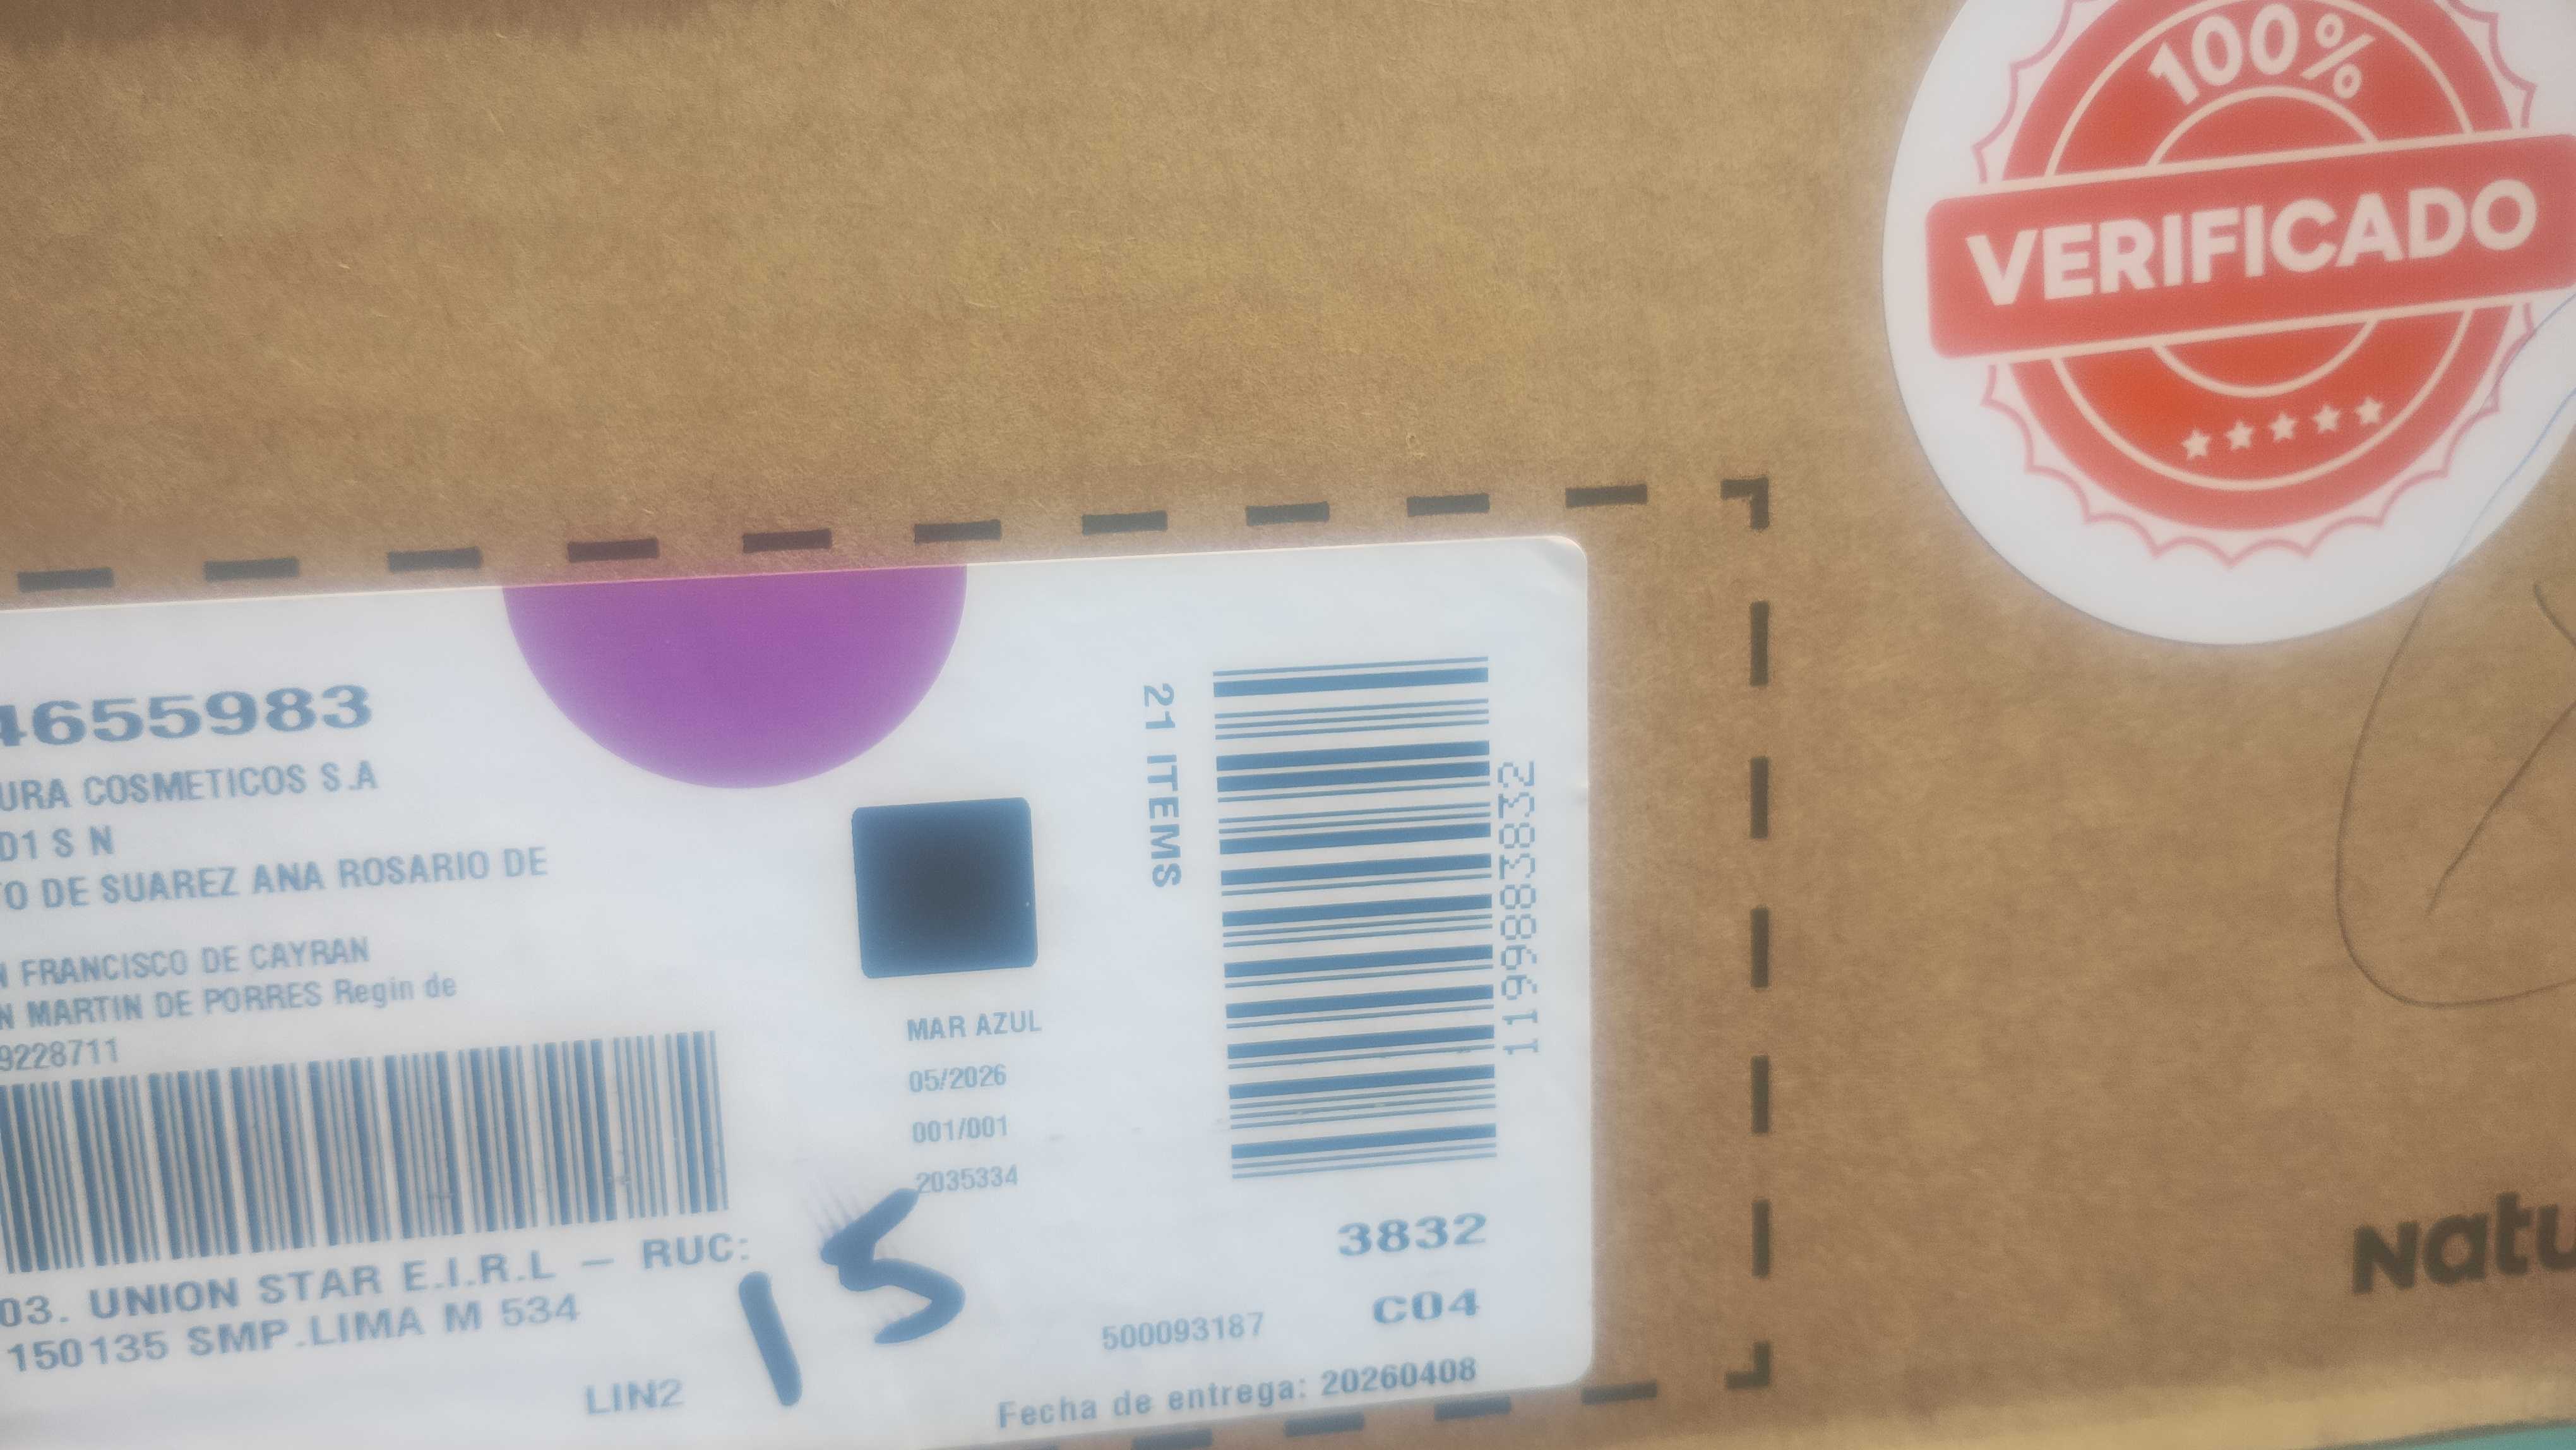 100%
VERIFICADO
4655983
URA COSMETICOS S.A
D1 S N
TO DE SUAREZ ANA ROSARIO DE
N FRANCISCO DE CAYRAN
N MARTIN DE PORRES Regin de
9228711
03. UNION STAR E.I.R.L – RUC:
150135 SMP.LIMA M 534
LIN2
15
MAR AZUL
05/2026
001/001
2035334
21 ITEMS
1199883832
3832
C04
500093187
Fecha de entrega: 20260408
Natu